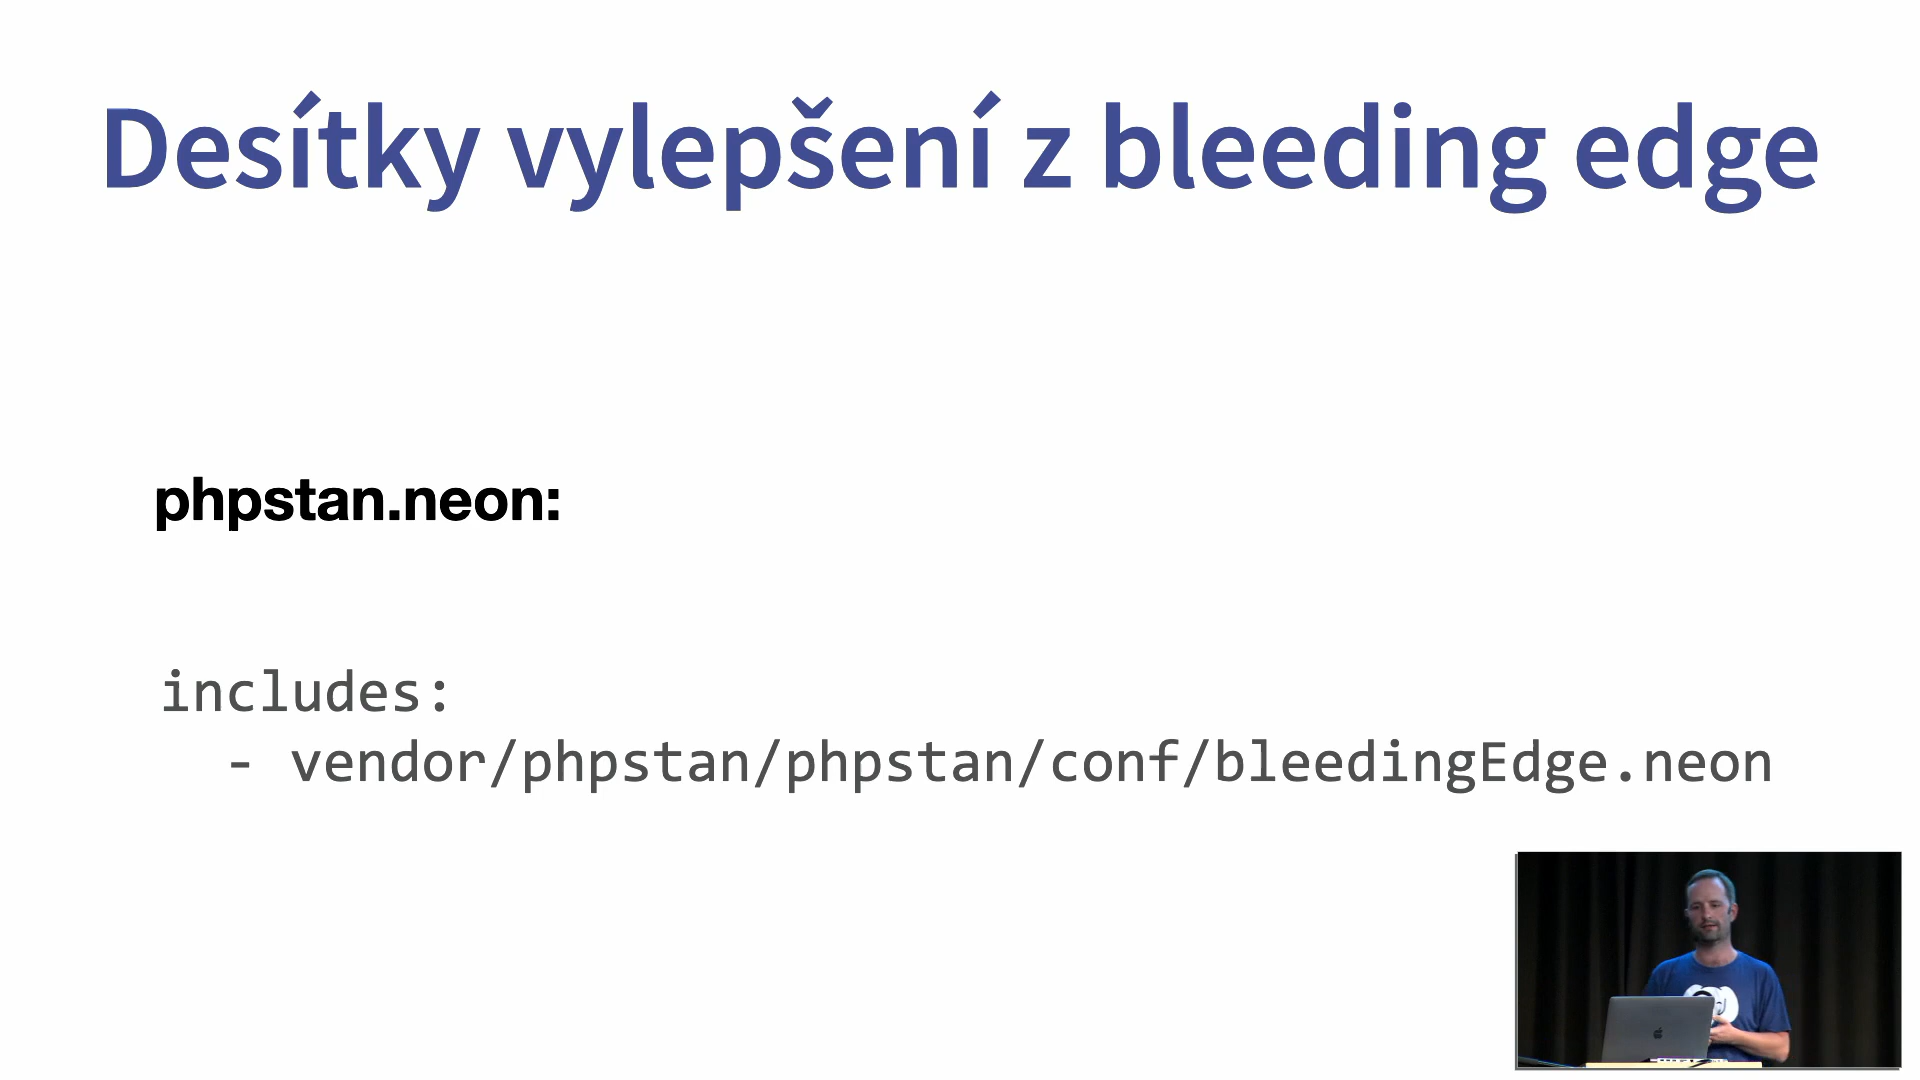 Desítky vylepšení z bleeding edge
phpstan.neon:
includes:
  - vendor/phpstan/phpstan/conf/bleedingEdge.neon